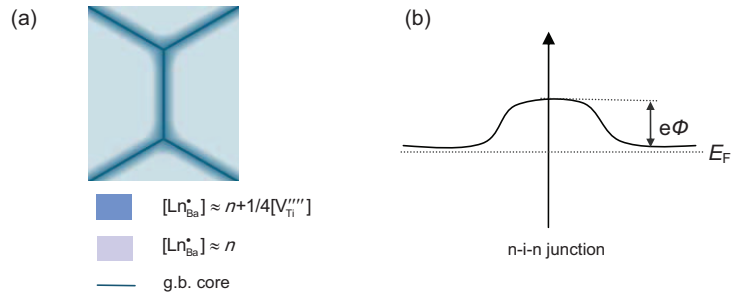 (a)
[Ln•Ba] ≈ n+1/4[V''''Ti]
[Ln•Ba] ≈ n
g.b. core
(b)
eΦ
EF
n-i-n junction